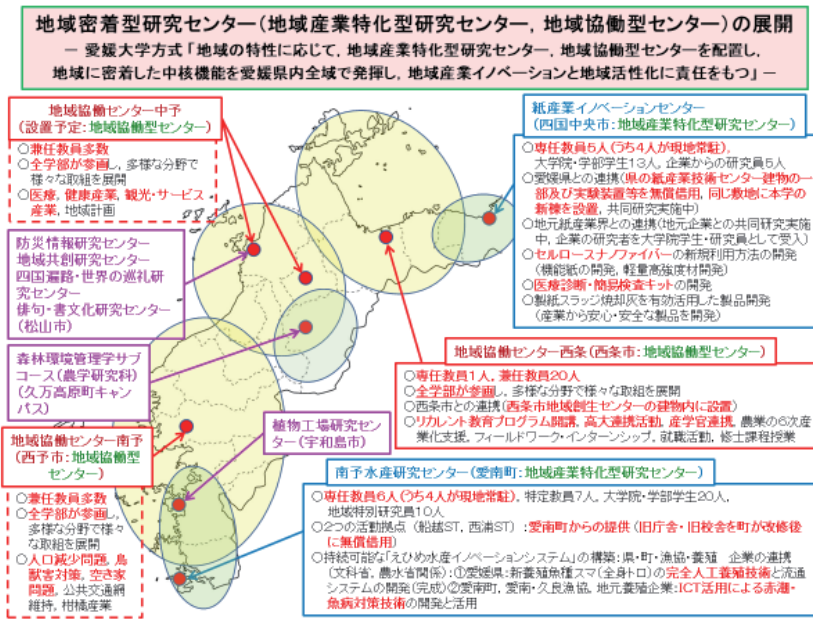 地域密着型研究センター(地域産業特化型研究センター, 地域協働型センター)の展開
― 愛媛大学方式「地域の特性に応じて, 地域産業特化型研究センター, 地域協働型センターを配置し,
地域に密着した中核機能を愛媛県内全域で発揮し, 地域産業イノベーションと地域活性化に責任をもつ」 ―
地域協働センター中予
(設置予定:地域協働型センター)
○兼任教員多数
○全学部が参画し, 多様な分野で
様々な取組を展開
○医療, 健康産業, 観光・サービス
産業, 地域計画
防災情報研究センター
地域共創研究センター
四国遍路・世界の巡礼研
究センター
俳句・書文化研究センター
(松山市)
森林環境管理学サブ
コース(農学研究科)
(久万高原町キャン
パス)
地域協働センター南予
(西予市:地域協働型
センター)
○兼任教員多数
○全学部が参画し,
多様な分野で様々
な取組を展開
○人口減少問題, 鳥
獣害対策, 空き家
問題, 公共交通網
維持, 柑橘産業
植物工場研究セン
ター(宇和島市)
紙産業イノベーションセンター
(四国中央市:地域産業特化型研究センター)
○専任教員5人(うち4人が現地常駐),
大学院・学部学生13人, 企業からの研究員5人
○愛媛県との連携(県の紙産業技術センター建物の一
部及び実験装置等を無償借用, 同じ敷地に本学の
新棟を設置, 共同研究実施中)
○地元紙産業界との連携(地元企業との共同研究実施
中, 企業の研究者を大学院学生・研究員として受入)
○セルロースナノファイバーの新規利用方法の開発
(機能紙の開発, 軽量高強度材開発)
○医療診断・簡易検査キットの開発
○製紙スラッジ焼却灰を有効活用した製品開発
(産業から安心・安全な製品を開発)
地域協働センター西条(西条市:地域協働型センター)
○専任教員1人, 兼任教員20人
○全学部が参画し, 多様な分野で様々な取組を展開
○西条市との連携(西条市地域創生センターの建物内に設置)
○リカレント教育プログラム開講, 高大連携活動, 産学官連携, 農業の6次産
業化支援, フィールドワーク・インターンシップ, 就職活動, 修士課程授業
南予水産研究センター(愛南町:地域産業特化型研究センター)
○専任教員6人(うち4人が現地常駐), 特定教員7人, 大学院・学部学生20人,
地域特別研究員10人
○2つの活動拠点(船越ST, 西浦ST):愛南町からの提供(旧庁舎・旧校舎を町が改修後
に無償借用)
○持続可能な「えひめ水産イノベーションシステム」の構築:県・町・漁協・養殖 企業の連携
(文科省, 農水省関係):①愛媛県:新養殖魚種スマ(全身トロ)の完全人工養殖技術と流通
システムの開発(完成)②愛南町, 愛南・久良漁協, 地元養殖企業:ICT活用による赤潮・
魚病対策技術の開発と活用